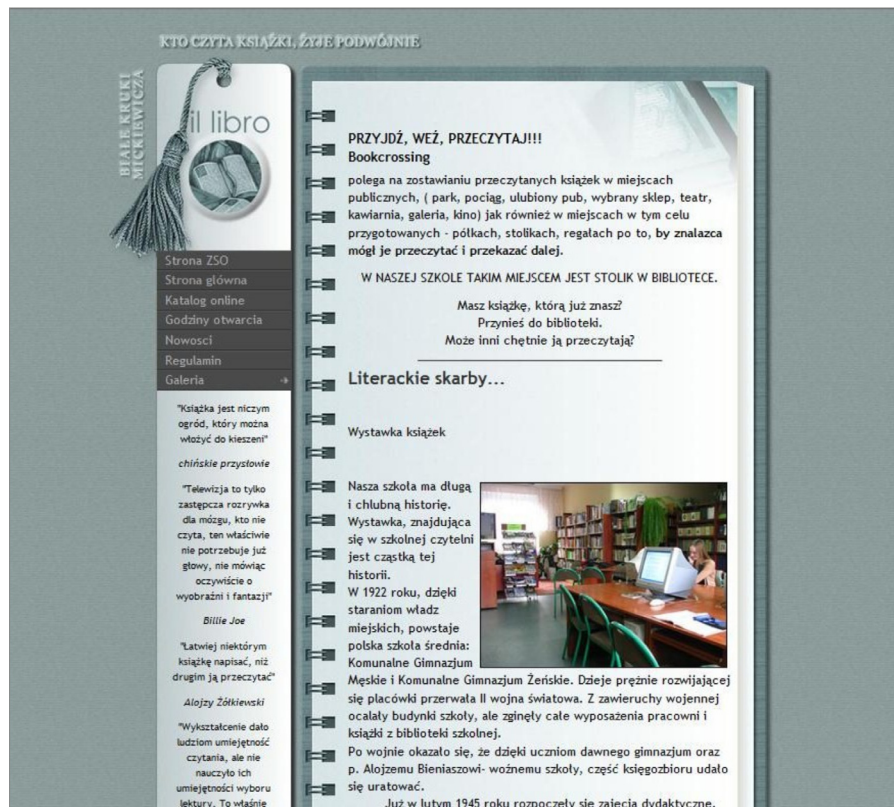 KTO CZYTA KSIĄŻKI, ŻYJE PODWÓJNIE
BIAŁE KRUKI
MICKIEWICZA
il libro
Strona ZSO
Strona główna
Katalog online
Godziny otwarcia
Nowosci
Regulamin
Galeria
"Książka jest niczym
ogród, który można
włożyć do kieszeni"
chińskie przysłowie
"Telewizja to tylko
zastępcza rozrywka
dla mózgu, kto nie
czyta, ten właściwie
nie potrzebuje już
głowy, nie mówiąc
oczywiście o
wyobraźni i fantazji"
Billie Joe
"Łatwiej niektórym
książkę napisać, niż
drugim ją przeczytać"
Alojzy Żółkiewski
"Wykształcenie dało
ludziom umiejętność
czytania, ale nie
nauczyło ich
umiejętności wyboru
lektury. To właśnie
PRZYJDŹ, WEŹ, PRZECZYTAJ!!!
Bookcrossing
polega na zostawianiu przeczytanych książek w miejscach
publicznych, ( park, pociąg, ulubiony pub, wybrany sklep, teatr,
kawiarnia, galeria, kino) jak również w miejscach w tym celu
przygotowanych - półkach, stolikach, regałach po to, by znalazca
mógł je przeczytać i przekazać dalej.
W NASZEJ SZKOLE TAKIM MIEJSCEM JEST STOLIK W BIBLIOTECE.
Masz książkę, którą już znasz?
Przynieś do biblioteki.
Może inni chętnie ją przeczytają?
Literackie skarby...
Wystawka książek
Nasza szkoła ma długą
i chlubną historię.
Wystawka, znajdująca
się w szkolnej czytelni
jest cząstką tej
historii.
W 1922 roku, dzięki
staraniom władz
miejskich, powstaje
polska szkoła średnia:
Komunalne Gimnazjum
Męskie i Komunalne Gimnazjum Żeńskie. Dzieje prężnie rozwijającej
się placówki przerwała II wojna światowa. Z zawieruchy wojennej
ocalały budynki szkoły, ale zginęły całe wyposażenia pracowni i
książki z biblioteki szkolnej.
Po wojnie okazało się, że dzięki uczniom dawnego gimnazjum oraz
p. Alojzemu Bieniaszowi- woźnemu szkoły, część księgozbioru udało
się uratować.
Już w lutym 1945 roku rozpoczęły się zajęcia dydaktyczne.